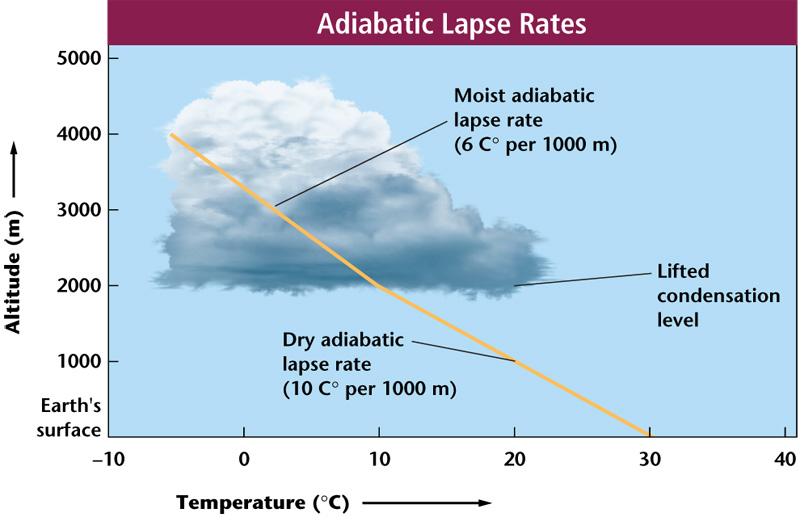 Adiabatic Lapse Rates
5000
4000
3000
2000
1000
Earth's
surface
Altitude (m)
Moist adiabatic
lapse rate
(6 C° per 1000 m)
Lifted
condensation
level
Dry adiabatic
lapse rate
(10 C° per 1000 m)
–10 0 10 20 30 40
Temperature (°C)